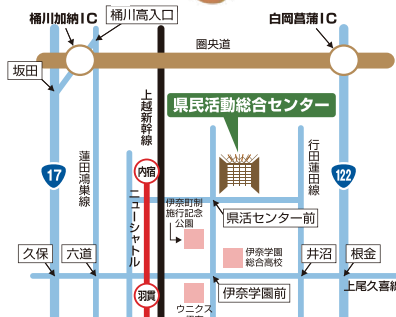 桶川加納IC
桶川高入口
白岡菖蒲IC
圏央道
坂田
上越新幹線
県民活動総合センター
行田蓮田線
蓮田鴻巣線
17
内宿
122
ニューシャトル
伊奈町制
施行記念
公園
県活センター前
久保
六道
伊奈学園
総合高校
井沼
根金
上尾久喜線
羽貫
伊奈学園前
ウニクス